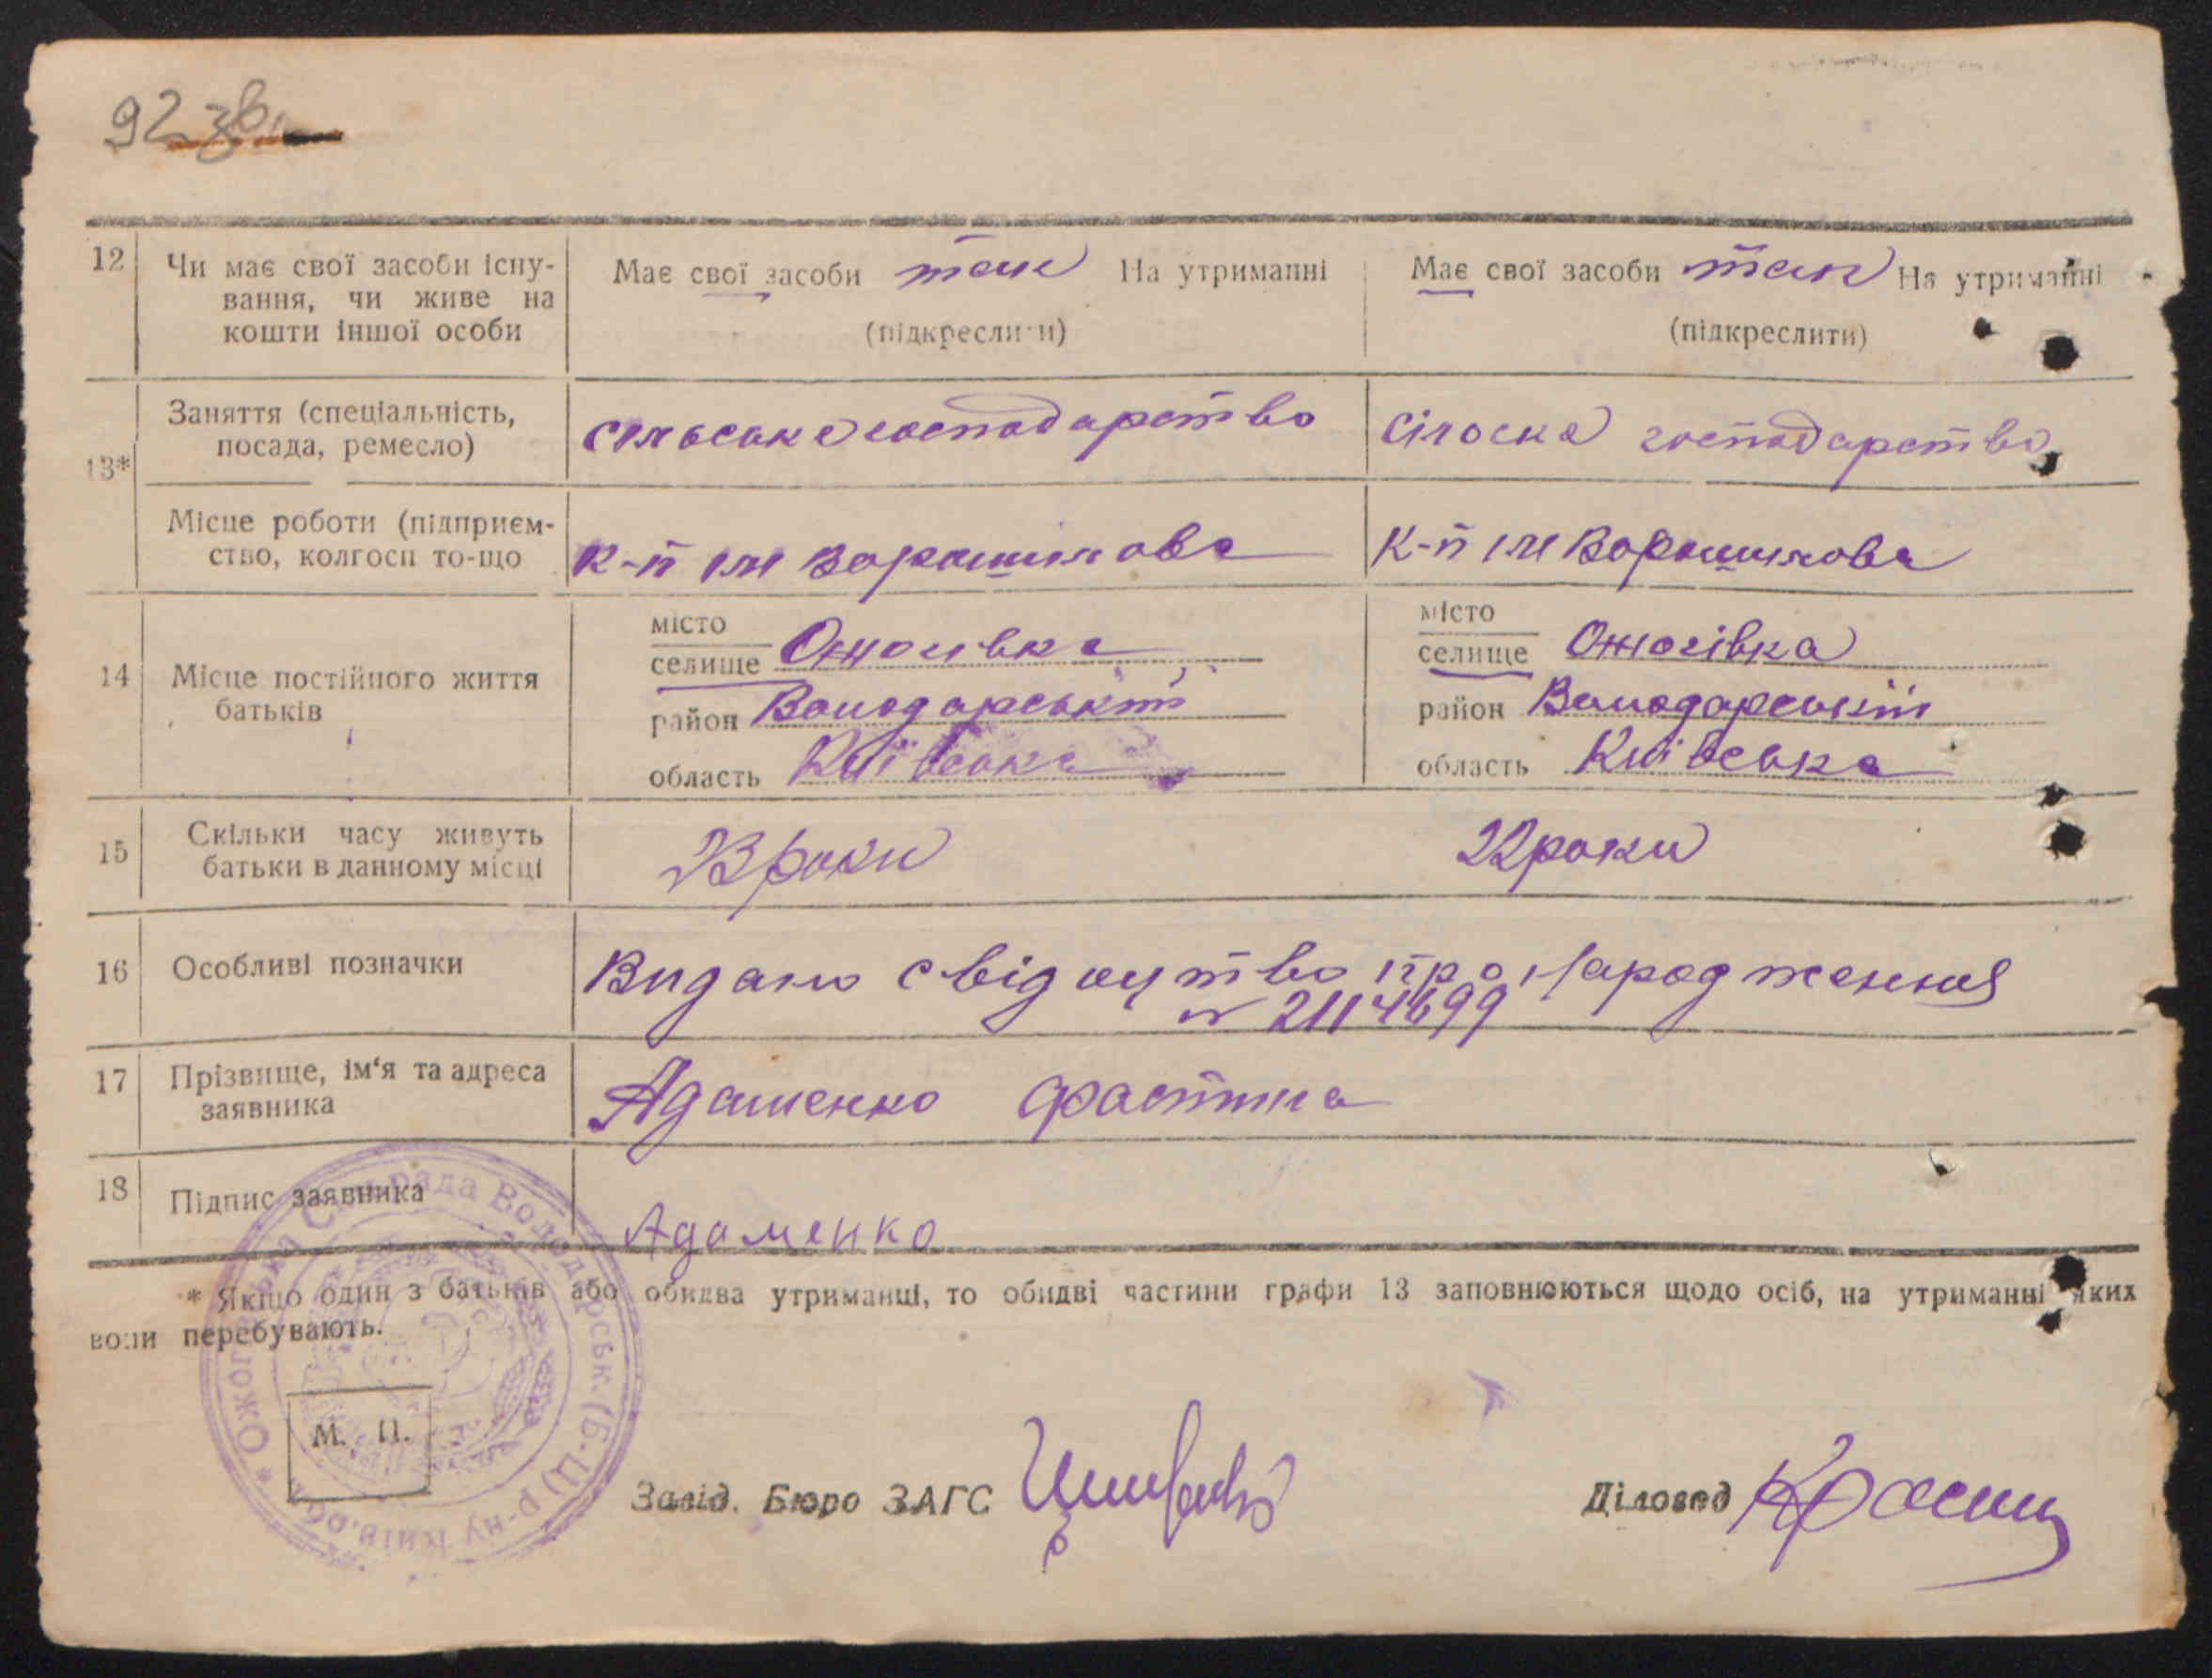 92 зв.
12 Чи має свої засоби існу-
вання, чи живе на
кошти іншої особи
Має свої засоби так На утриманні
(підкреслити)
Має свої засоби так На утриманні
(підкреслити)
13*
Заняття (спеціальність,
посада, ремесло)
сільське господарство
сілоска господарство
Місце роботи (підприєм-
ство, колгосп то-що
к-п ім Ворошилова
к-п ім Ворошилова
14 Місце постійного життя
батьків
місто
селище Ожогівка
район Володарський
область Київська
місто
селище Ожогівка
район Володарський
область Київська
15 Скільки часу живуть
батьки в данному місці
23 роки
22 роки
16 Особливі позначки
Видано свідоцтво про народження
№ 2114699
17 Прізвище, ім‘я та адреса
заявника
Адаменко
18 Підпис заявника
Адаменко
* Якщо один з батьків або обидва утриманці, то обидві частини графи 13 заповнюються щодо осіб, на утриманні яких
вони перебувають.
М. П.
Завід. Бюро ЗАГС
Діловод